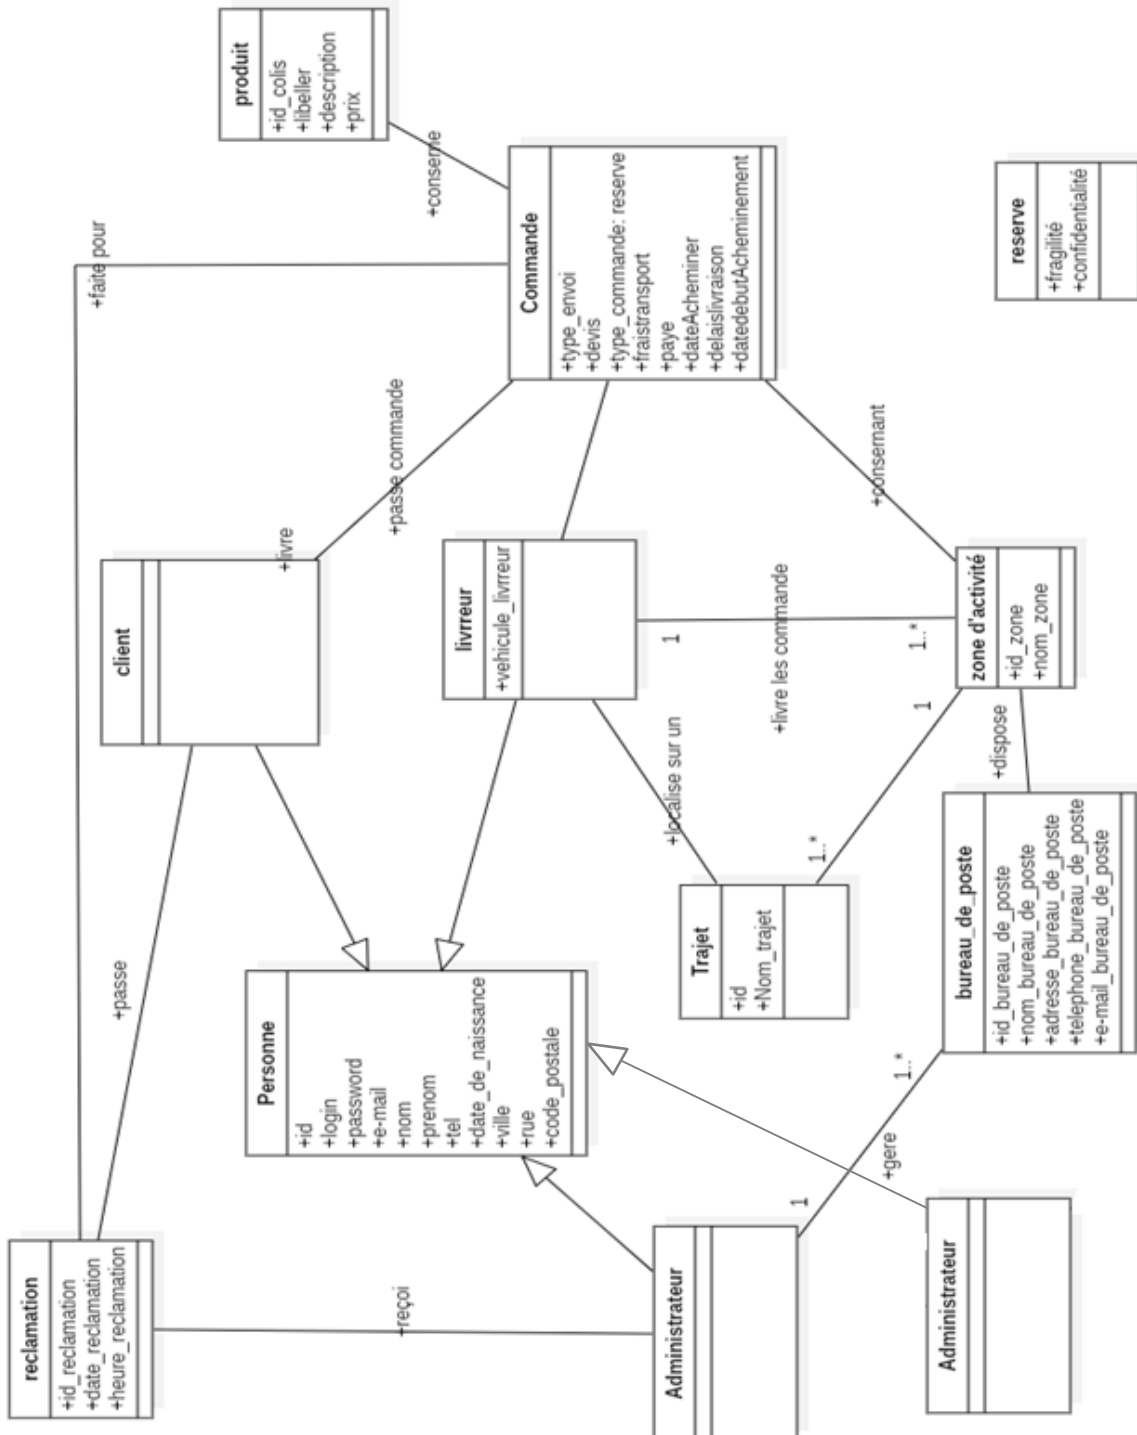 reclamation
+id_reclamation
+date_reclamation
+heure_reclamation
+passe
+faite pour
client
+livre
+passe commande
produit
+id_colis
+libeller
+description
+prix
+conserne
Personne
+id
+login
+password
+e-mail
+nom
+prenom
+tel
+date_de_naissance
+ville
+rue
+code_postale
livrreur
+vehicule_livrreur
Commande
+type_envoi
+devis
+type_commande: reserve
+fraistransport
+paye
+dateAcheminer
+delaislivraison
+datedebutAcheminement
+reçoi
+localise sur un
1
+livre les commande
1..*
+consernant
Administrateur
1
+gere
1..*
Trajet
+id
+Nom_trajet
1..*
1
Administrateur
bureau_de_poste
+id_bureau_de_poste
+nom_bureau_de_poste
+adresse_bureau_de_poste
+telephone_bureau_de_poste
+e-mail_bureau_de_poste
+dispose
zone d'activité
+id_zone
+nom_zone
reserve
+fragilité
+confidentialité